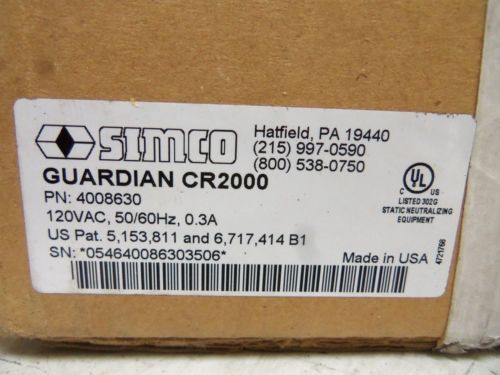 SIMCO
Hatfield, PA 19440
(215) 997-0590
(800) 538-0750
GUARDIAN CR2000
PN: 4008630
120VAC, 50/60Hz, 0.3A
US Pat. 5,153,811 and 6,717,414 B1
SN: *054640086303506*
C UL US
LISTED 302G
STATIC NEUTRALIZING
EQUIPMENT
Made in USA
4721768